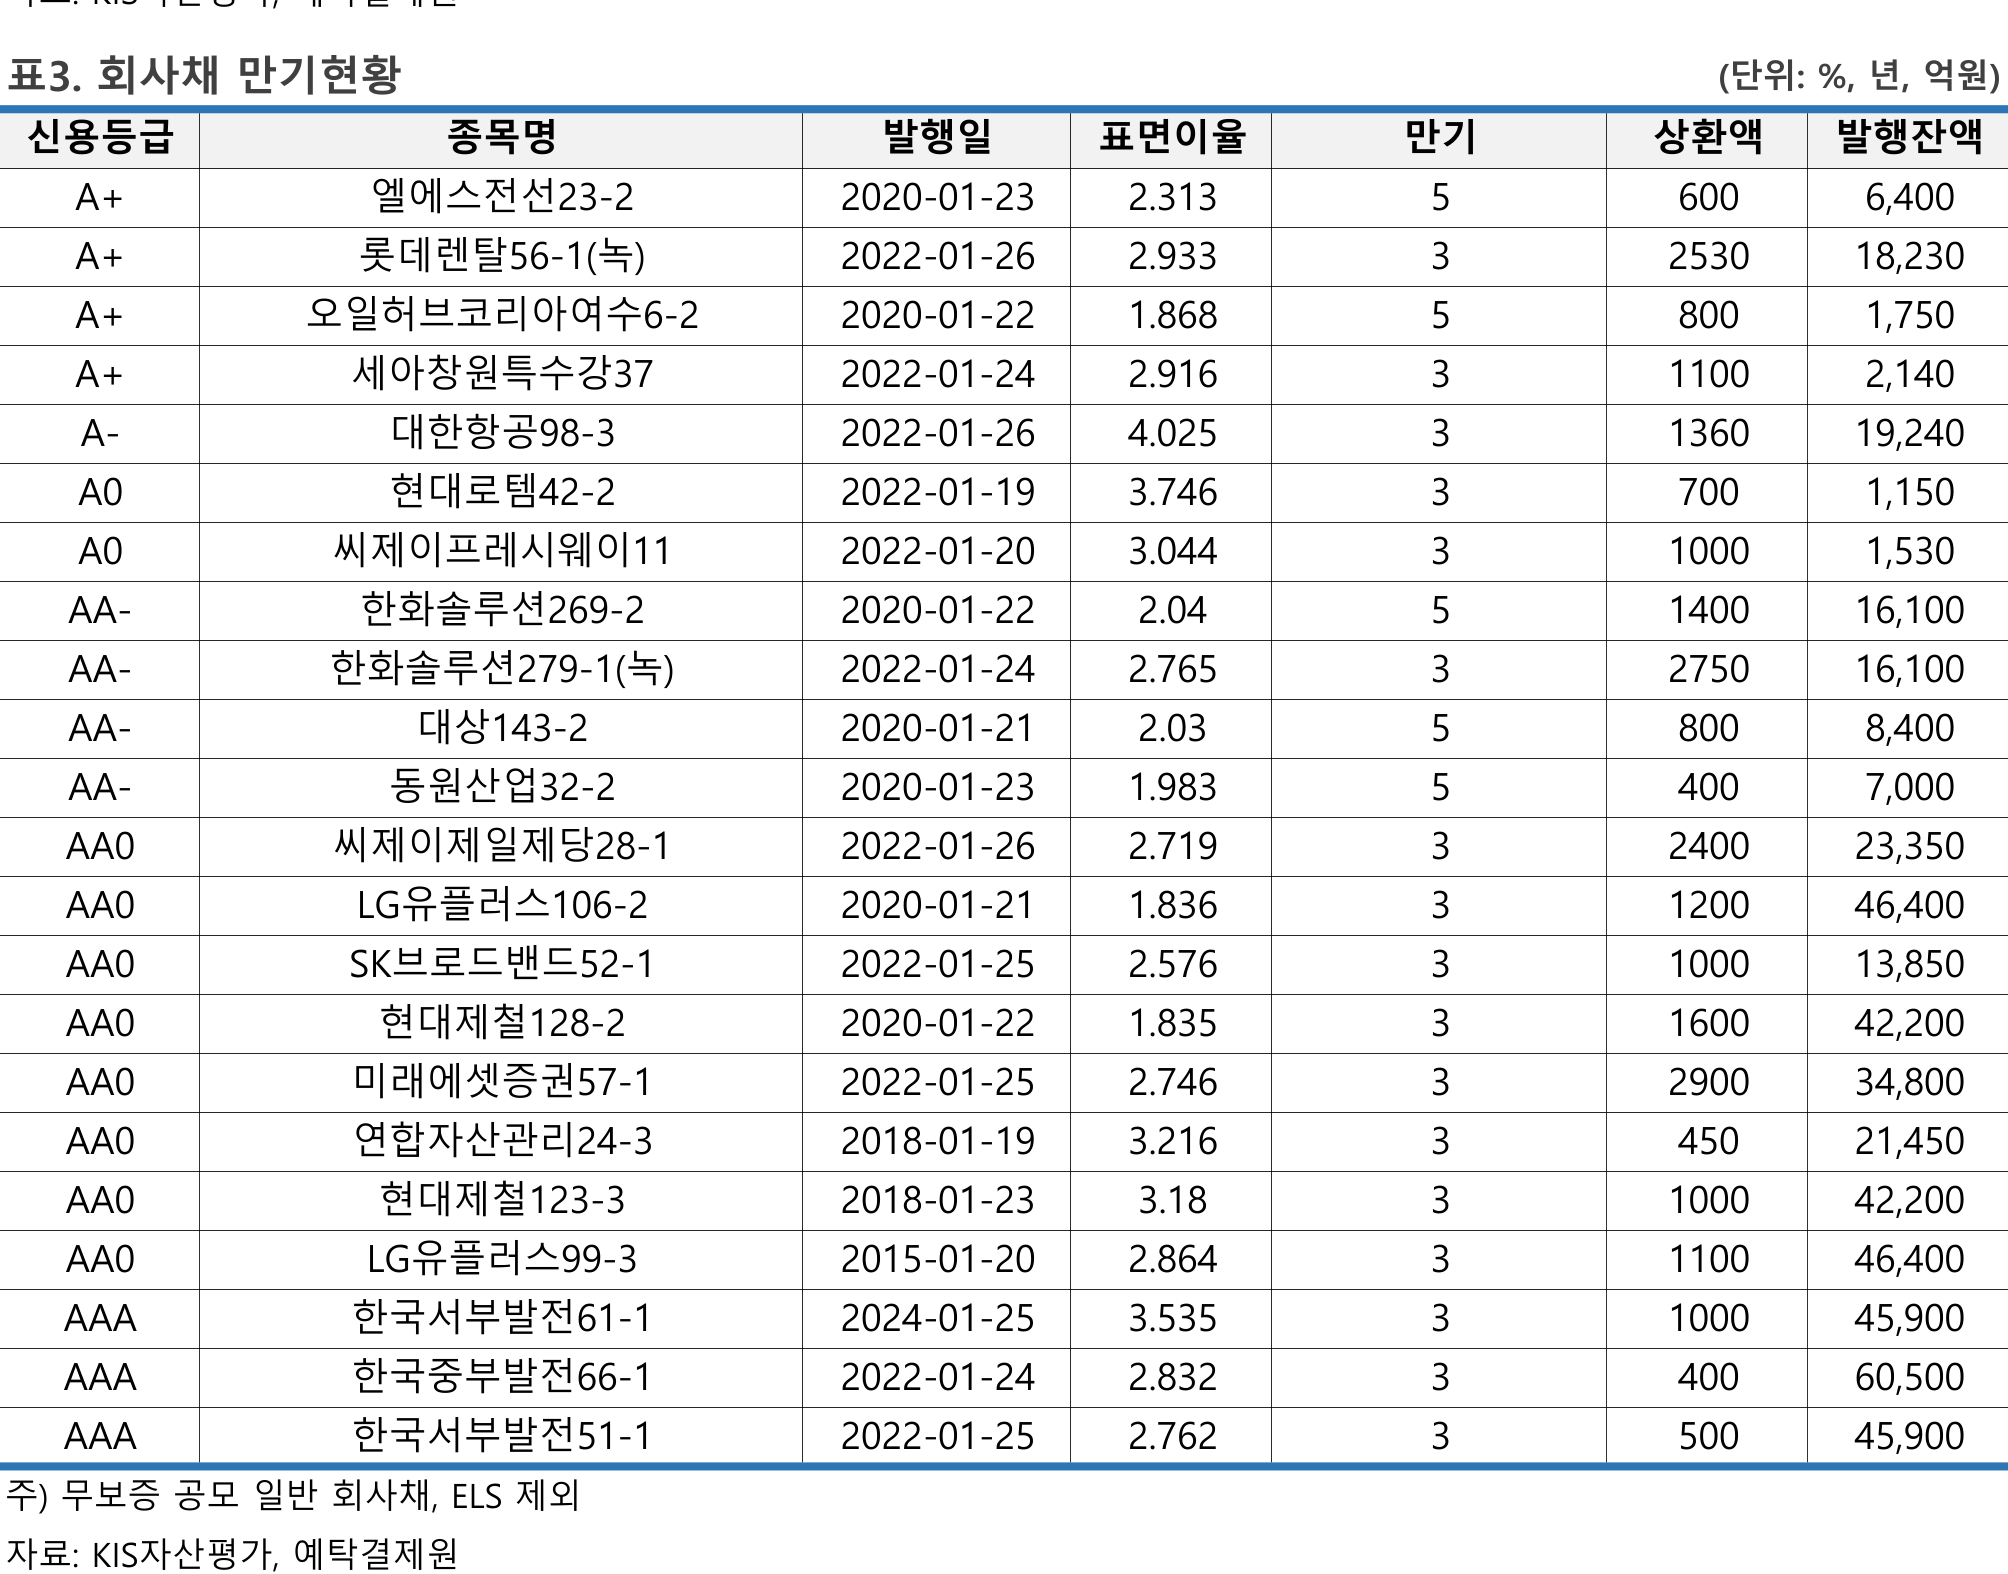 자료: KIS자산평가, 예탁결제원
표3. 회사채 만기현황 (단위: %, 년, 억원)
신용등급 종목명 발행일 표면이율 만기 상환액 발행잔액
A+ 엘에스전선23-2 2020-01-23 2.313 5 600 6,400
A+ 롯데렌탈56-1(녹) 2022-01-26 2.933 3 2530 18,230
A+ 오일허브코리아여수6-2 2020-01-22 1.868 5 800 1,750
A+ 세아창원특수강37 2022-01-24 2.916 3 1100 2,140
A- 대한항공98-3 2022-01-26 4.025 3 1360 19,240
A0 현대로템42-2 2022-01-19 3.746 3 700 1,150
A0 씨제이프레시웨이11 2022-01-20 3.044 3 1000 1,530
AA- 한화솔루션269-2 2020-01-22 2.04 5 1400 16,100
AA- 한화솔루션279-1(녹) 2022-01-24 2.765 3 2750 16,100
AA- 대상143-2 2020-01-21 2.03 5 800 8,400
AA- 동원산업32-2 2020-01-23 1.983 5 400 7,000
AA0 씨제이제일제당28-1 2022-01-26 2.719 3 2400 23,350
AA0 LG유플러스106-2 2020-01-21 1.836 3 1200 46,400
AA0 SK브로드밴드52-1 2022-01-25 2.576 3 1000 13,850
AA0 현대제철128-2 2020-01-22 1.835 3 1600 42,200
AA0 미래에셋증권57-1 2022-01-25 2.746 3 2900 34,800
AA0 연합자산관리24-3 2018-01-19 3.216 3 450 21,450
AA0 현대제철123-3 2018-01-23 3.18 3 1000 42,200
AA0 LG유플러스99-3 2015-01-20 2.864 3 1100 46,400
AAA 한국서부발전61-1 2024-01-25 3.535 3 1000 45,900
AAA 한국중부발전66-1 2022-01-24 2.832 3 400 60,500
AAA 한국서부발전51-1 2022-01-25 2.762 3 500 45,900
주) 무보증 공모 일반 회사채, ELS 제외
자료: KIS자산평가, 예탁결제원